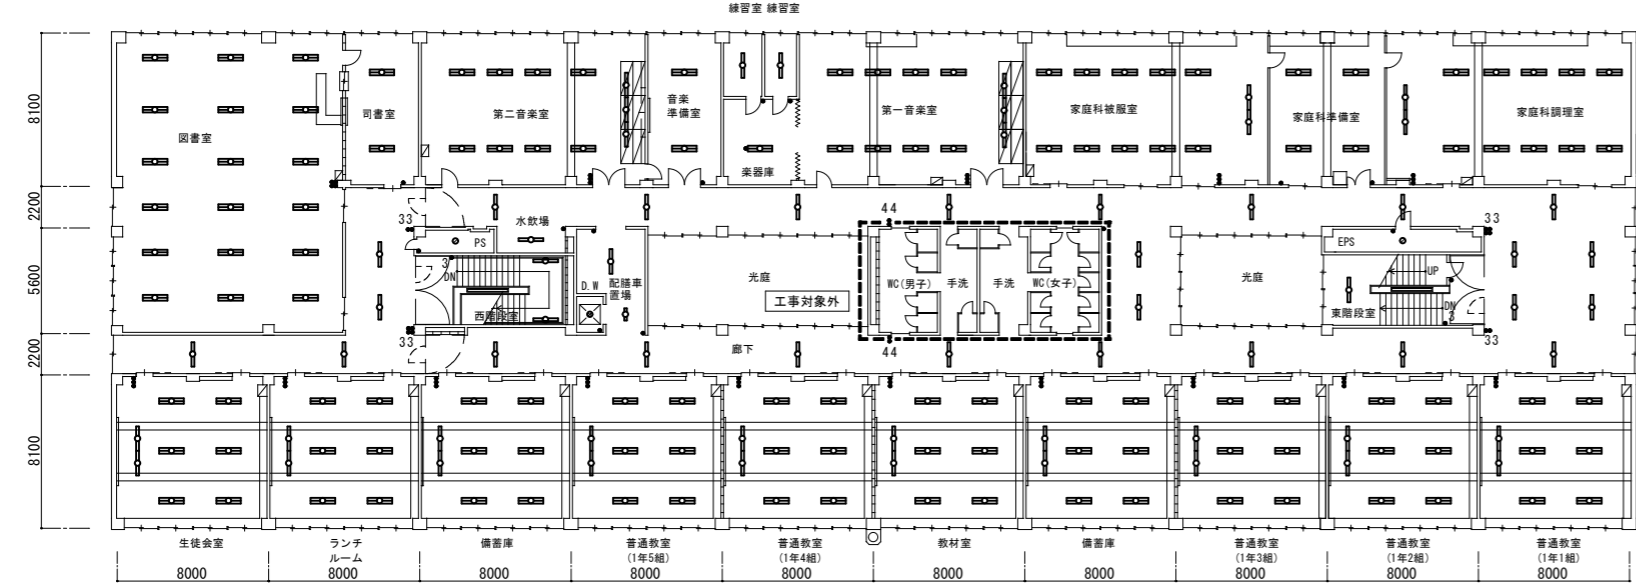 練習室 練習室
8100
2200
5600
2200
8100
図書室
司書室
第二音楽室
音楽
準備室
楽器庫
第一音楽室
家庭科被服室
家庭科準備室
家庭科調理室
33
水飲場
PS
3
DN
西階段室
33
D.W
配膳車
置場
光庭
工事対象外
44
WC(男子)
手洗
手洗
WC(女子)
44
光庭
EPS
33
UP
DN
3
東階段室
33
廊下
生徒会室
ランチ
ルーム
備蓄庫
普通教室
(1年5組)
普通教室
(1年4組)
教材室
備蓄庫
普通教室
(1年3組)
普通教室
(1年2組)
普通教室
(1年1組)
8000
8000
8000
8000
8000
8000
8000
8000
8000
8000